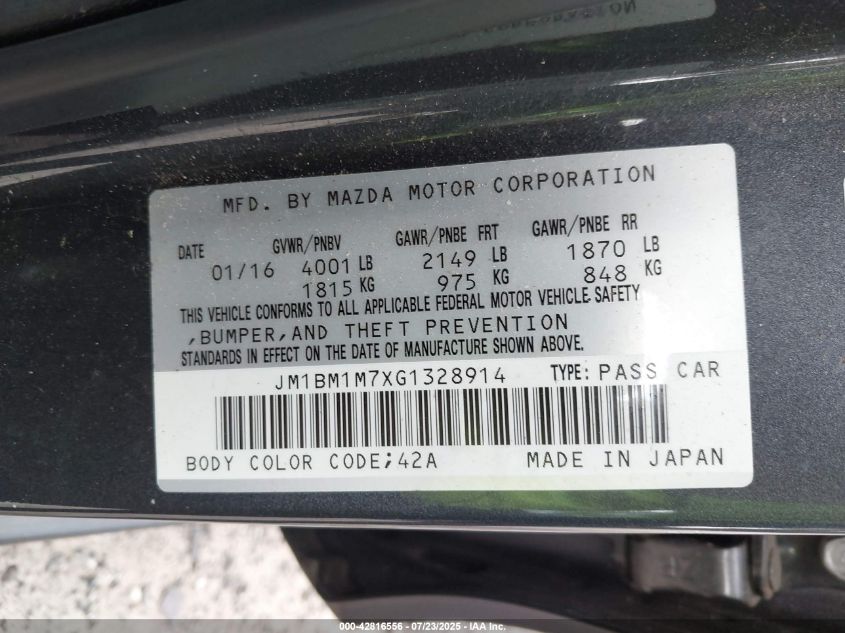 MFD. BY MAZDA MOTOR CORPORATION
DATE GVWR/PNBV GAWR/PNBE FRT GAWR/PNBE RR
01/16 4001 LB 2149 LB 1870 LB
1815 KG 975 KG 848 KG
THIS VEHICLE CONFORMS TO ALL APPLICABLE FEDERAL MOTOR VEHICLE SAFETY
,BUMPER,AND THEFT PREVENTION
STANDARDS IN EFFECT ON THE DATE OF MANUFACTURE SHOWN ABOVE.
JM1BM1M7XG1328914 TYPE: PASS CAR
BODY COLOR CODE;42A MADE IN JAPAN
000-42816556 - 07/23/2025 - IAA Inc.